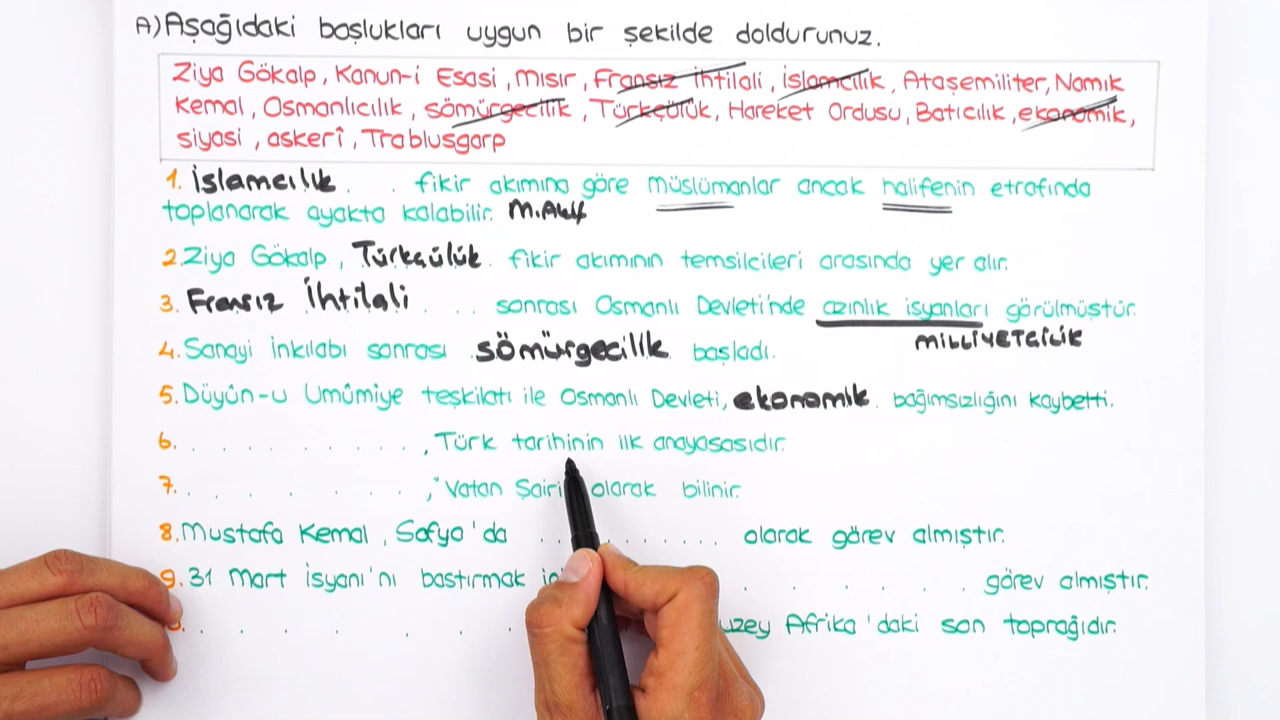 A) Aşağıdaki boşlukları uygun bir şekilde doldurunuz.
Ziya Gökalp, Kanun-i Esasi, Mısır, Fransız İhtilali, İslamcılık, Ataşemiliter, Namık
Kemal, Osmanlıcılık, sömürgecilik, Türkçülük, Hareket Ordusu, Batıcılık, ekonomik,
siyasi, askerî, Trablusgarp
1. İslamcılık. . fikir akımına göre müslümanlar ancak halifenin etrafında
toplanarak ayakta kalabilir. M.Akif
2. Ziya Gökalp, Türkçülük. fikir akımının temsilcileri arasında yer alır.
3. Fransız İhtilali . . . sonrası Osmanlı Devleti'nde azınlık isyanları görülmüştür.
MİLLİYETÇİLİK
4. Sanayi inkılabı sonrası .sömürgecilik. başladı.
5. Düyûn-u Umûmiye teşkilatı ile Osmanlı Devleti, ekonomik. bağımsızlığını kaybetti.
6. . . . . . . . , Türk tarihinin ilk anayasasıdır.
7. . . . . . . . , "Vatan Şairi olarak bilinir.
8. Mustafa Kemal, Sofya'da . . . . . . . . olarak görev almıştır.
9. 31 Mart isyanı'nı bastırmak . . . . . . görev almıştır.
. . . . . . Afrika'daki son toprağıdır.